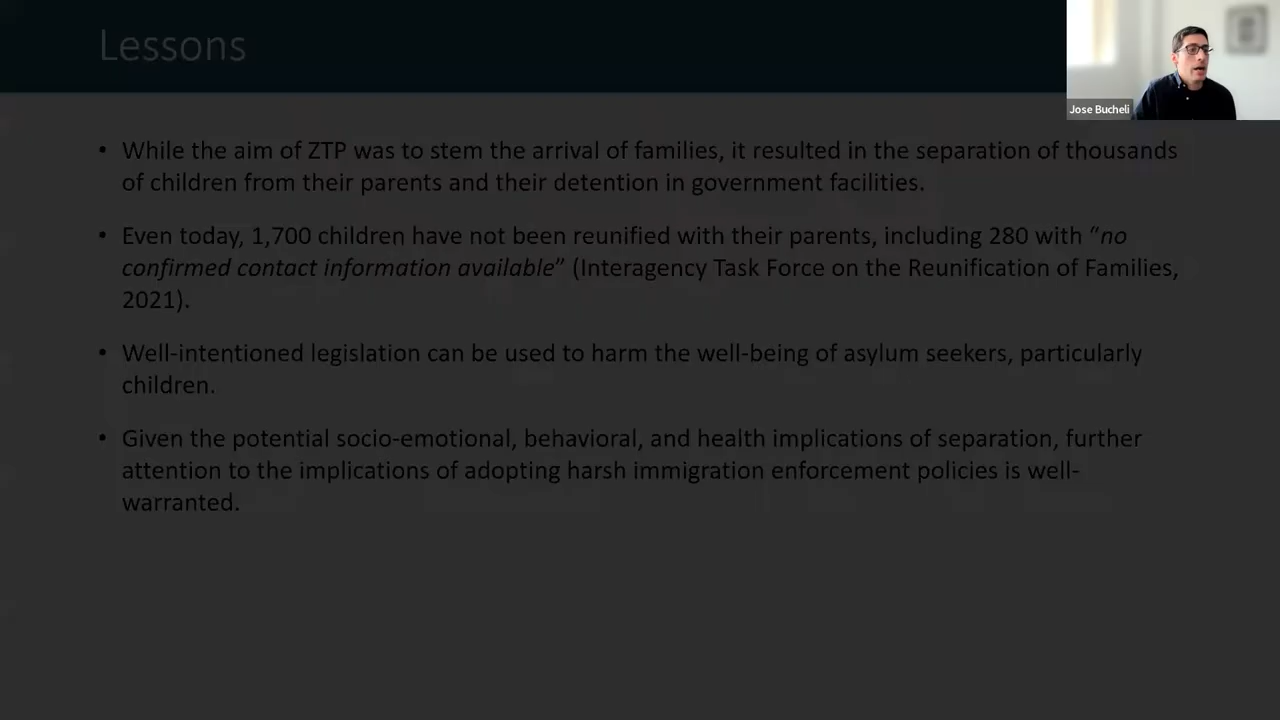 Lessons
Jose Bucheli
• While the aim of ZTP was to stem the arrival of families, it resulted in the separation of thousands
of children from their parents and their detention in government facilities.
• Even today, 1,700 children have not been reunified with their parents, including 280 with “no
confirmed contact information available” (Interagency Task Force on the Reunification of Families,
2021).
• Well-intentioned legislation can be used to harm the well-being of asylum seekers, particularly
children.
• Given the potential socio-emotional, behavioral, and health implications of separation, further
attention to the implications of adopting harsh immigration enforcement policies is well-
warranted.